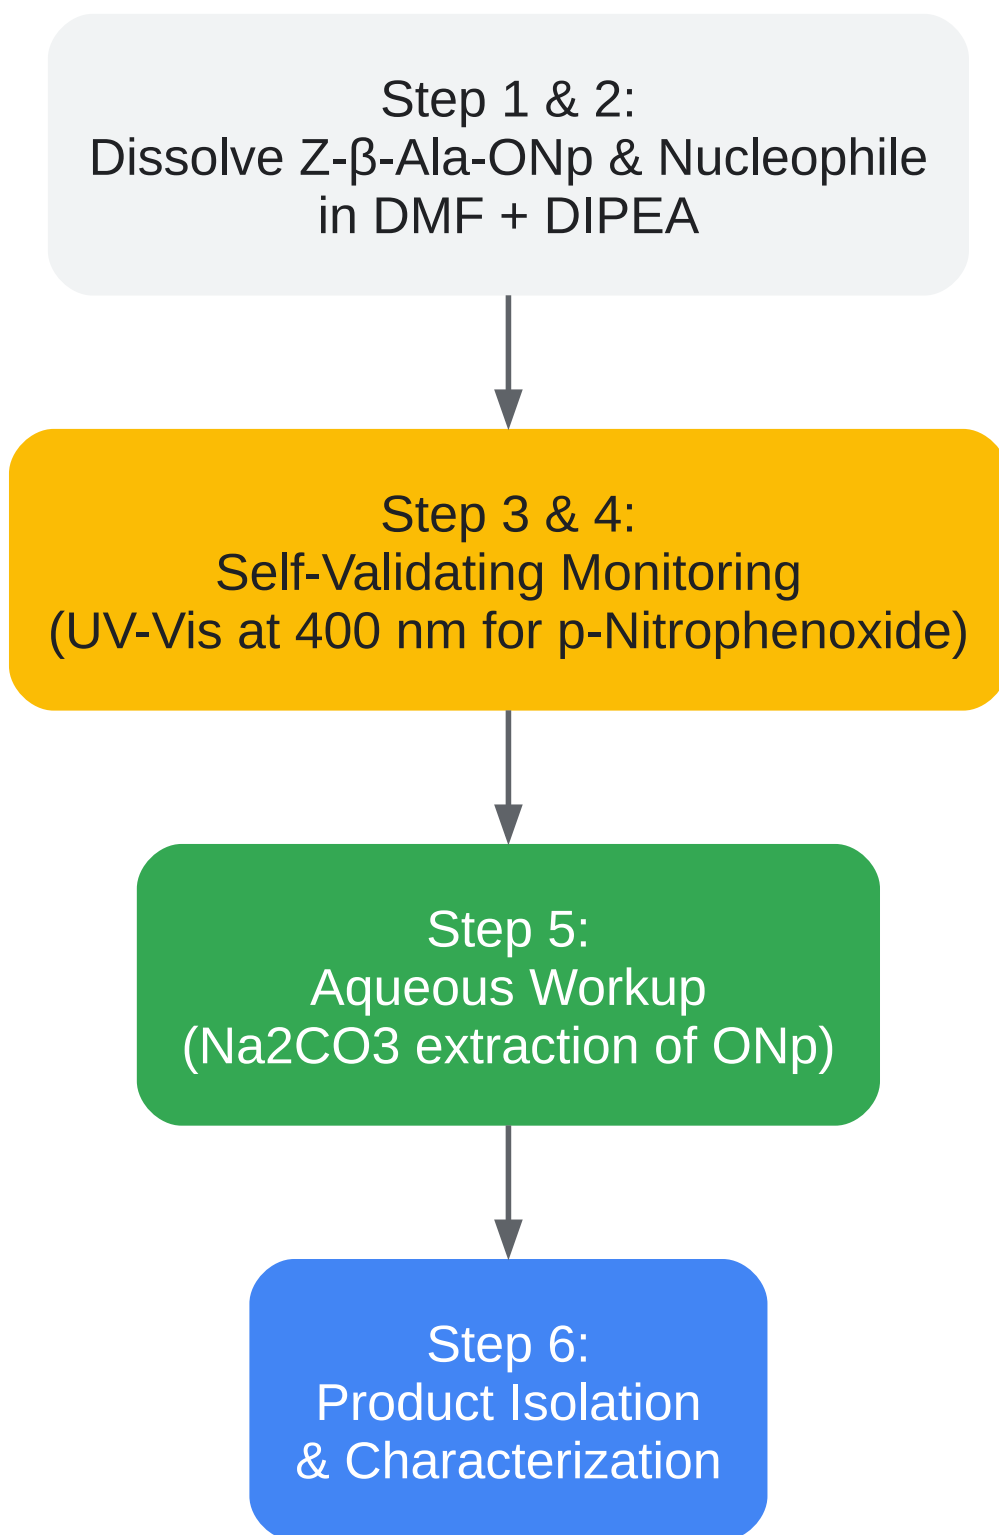 Step 1 & 2:
Dissolve Z-β-Ala-ONp & Nucleophile
in DMF + DIPEA
Step 3 & 4:
Self-Validating Monitoring
(UV-Vis at 400 nm for p-Nitrophenoxide)
Step 5:
Aqueous Workup
(Na2CO3 extraction of ONp)
Step 6:
Product Isolation
& Characterization